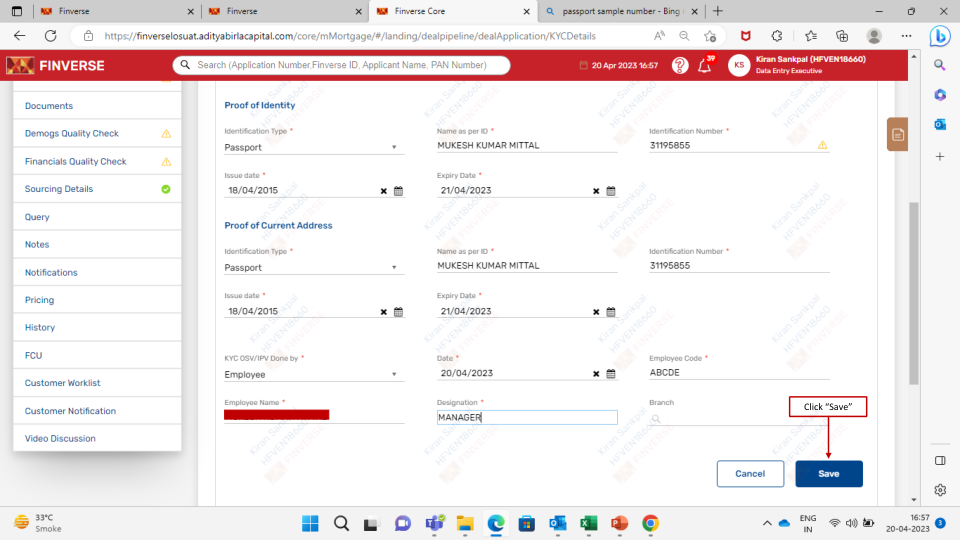 Finverse
Finverse
Finverse Core
passport sample number - Bing
https://finverselosuat.adityabirlacapital.com/core/mMortgage/#/landing/dealpipeline/dealApplication/KYCDetails
FINVERSE
Search (Application Number,Finverse ID, Applicant Name, PAN Number)
20 Apr 2023 16:57
39
KS
Kiran Sankpal (HFVEN18660)
Data Entry Executive
Documents
Demogs Quality Check
Financials Quality Check
Sourcing Details
Query
Notes
Notifications
Pricing
History
FCU
Customer Worklist
Customer Notification
Video Discussion
Proof of Identity
Identification Type *
Name as per ID *
Identification Number *
Passport
MUKESH KUMAR MITTAL
31195855
Issue date *
Expiry Date *
18/04/2015
21/04/2023
Proof of Current Address
Identification Type *
Name as per ID *
Identification Number *
Passport
MUKESH KUMAR MITTAL
31195855
Issue date *
Expiry Date *
18/04/2015
21/04/2023
KYC OSV/IPV Done by *
Date *
Employee Code *
Employee
20/04/2023
ABCDE
Employee Name *
Designation *
Branch
MANAGER
Click “Save”
Cancel
Save
Kiran Sankpal
HFVEN18660
FINVERSE
33°C
Smoke
ENG
IN
16:57
20-04-2023
3